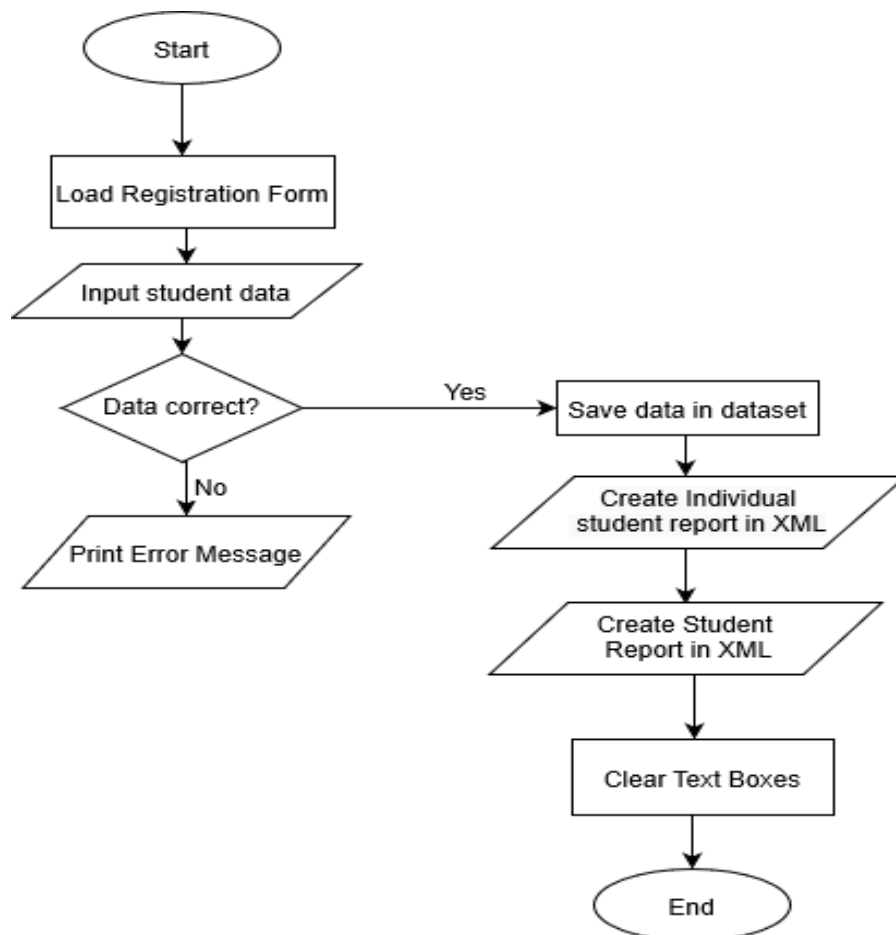 Start
Load Registration Form
Input student data
Data correct?
Yes
Save data in dataset
No
Create Individual
student report in XML
Print Error Message
Create Student
Report in XML
Clear Text Boxes
End